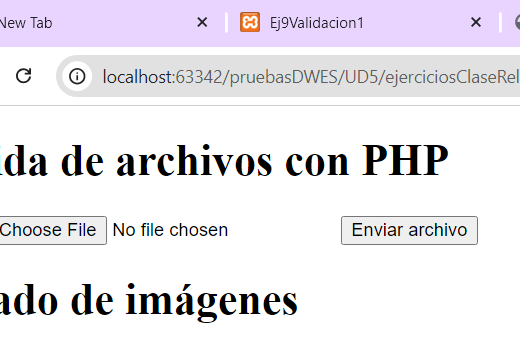 New Tab Ej9Validacion1
localhost:63342/pruebasDWES/UD5/ejerciciosClaseRel
ida de archivos con PHP
Choose File No file chosen Enviar archivo
ado de imágenes